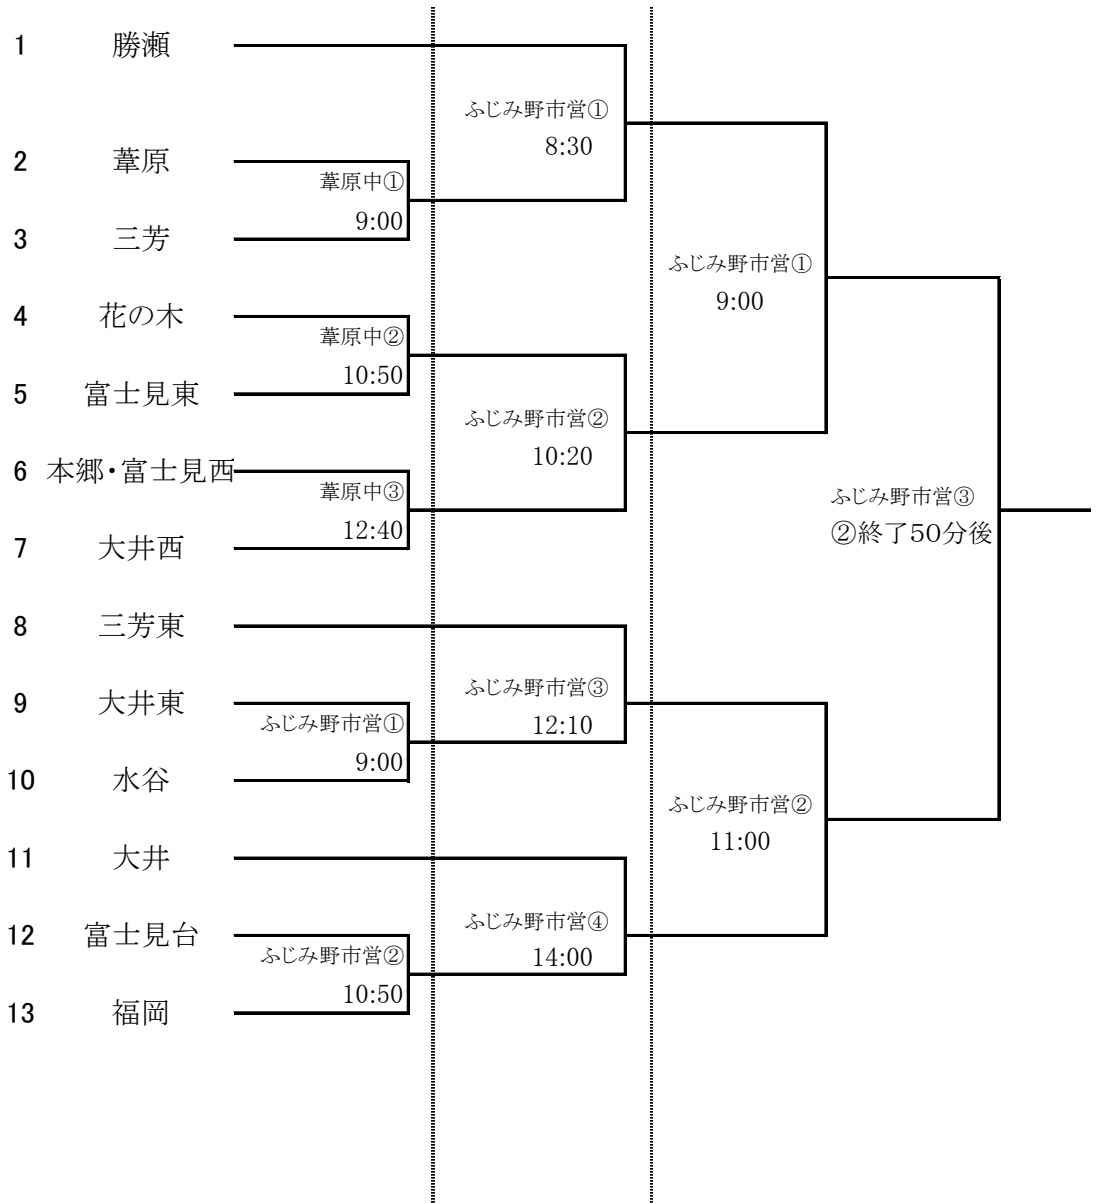 1 勝瀬
ふじみ野市営①
8:30
2 葦原
葦原中①
9:00
3 三芳
ふじみ野市営①
9:00
4 花の木
葦原中②
10:50
5 富士見東
ふじみ野市営②
10:20
6 本郷・富士見西
葦原中③
12:40
ふじみ野市営③
②終了50分後
7 大井西
8 三芳東
ふじみ野市営③
12:10
9 大井東
ふじみ野市営①
9:00
10 水谷
ふじみ野市営②
11:00
11 大井
ふじみ野市営④
14:00
12 富士見台
ふじみ野市営②
10:50
13 福岡